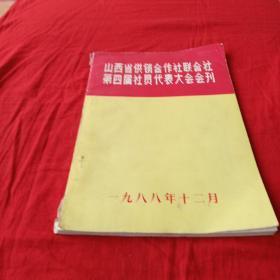 山西省供销合作社联合社
第四届社员代表大会会刊
一九八八年十二月